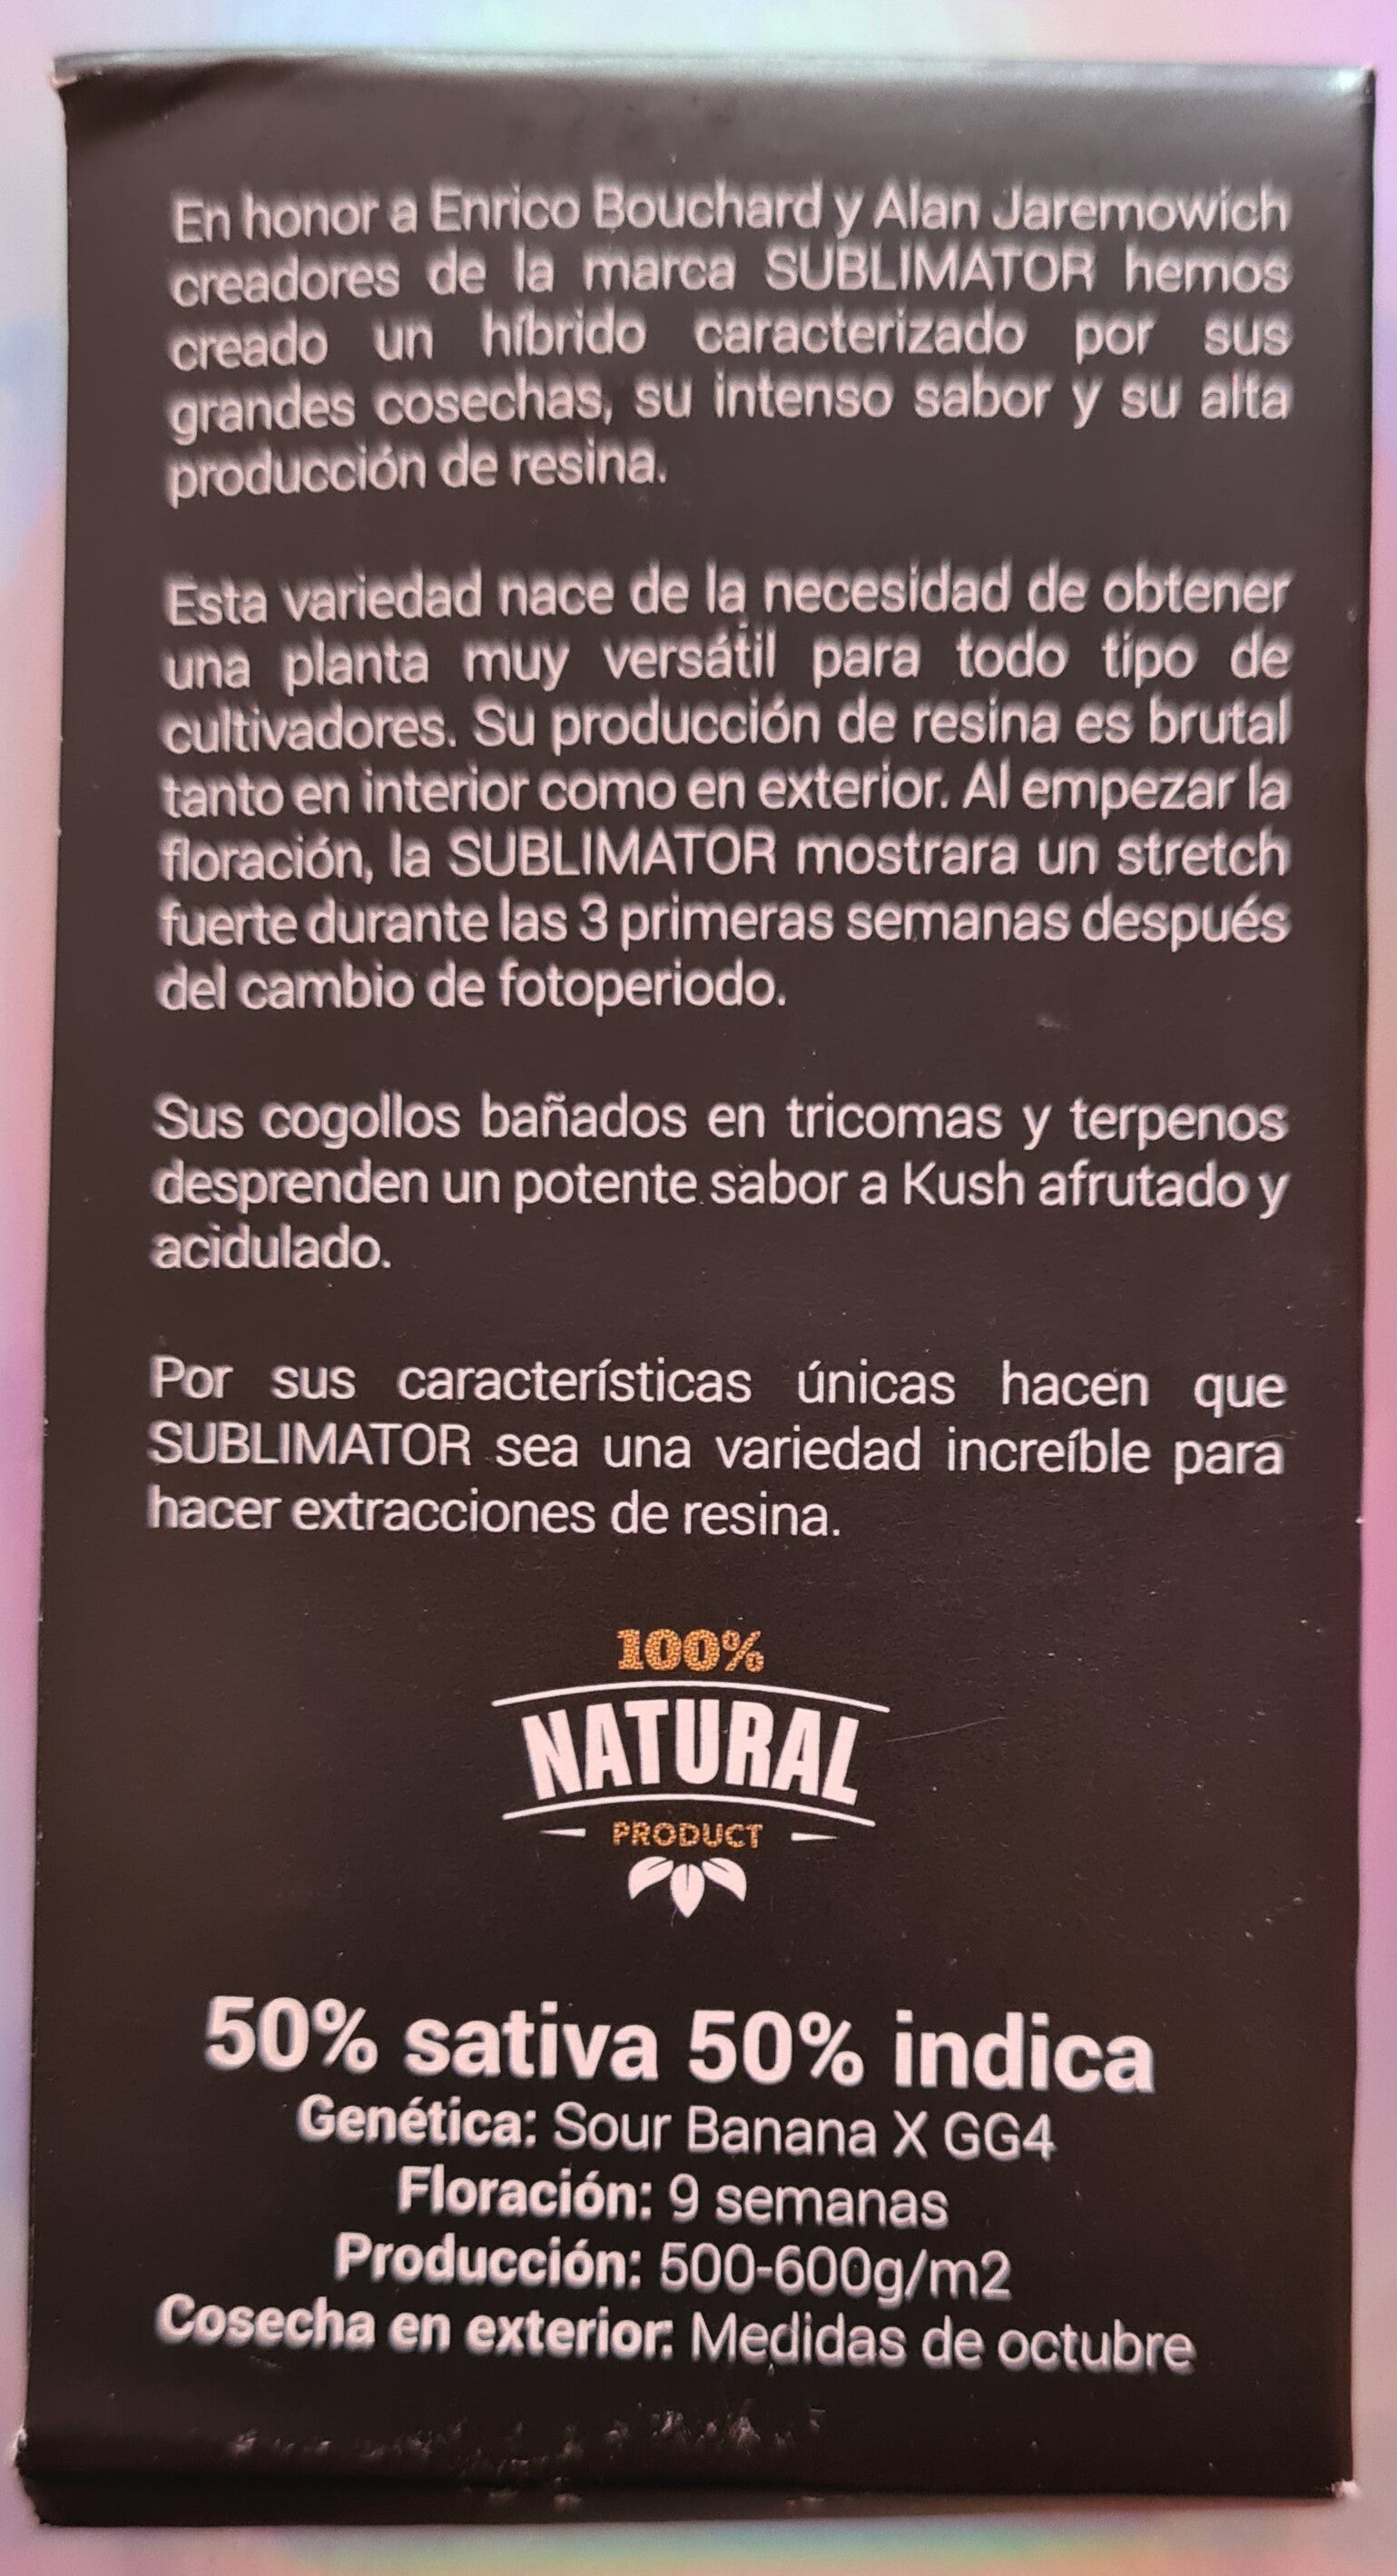 En honor a Enrico Bouchard y Alan Jaremowich
creadores de la marca SUBLIMATOR hemos
creado un híbrido caracterizado por sus
grandes cosechas, su intenso sabor y su alta
producción de resina.
Esta variedad nace de la necesidad de obtener
una planta muy versátil para todo tipo de
cultivadores. Su producción de resina es brutal
tanto en interior como en exterior. Al empezar la
floración, la SUBLIMATOR mostrara un stretch
fuerte durante las 3 primeras semanas después
del cambio de fotoperiodo.
Sus cogollos bañados en tricomas y terpenos
desprenden un potente sabor a Kush afrutado y
acidulado.
Por sus características únicas hacen que
SUBLIMATOR sea una variedad increíble para
hacer extracciones de resina.
100%
NATURAL
PRODUCT
50% sativa 50% indica
Genética: Sour Banana X GG4
Floración: 9 semanas
Producción: 500-600g/m2
Cosecha en exterior: Medidas de octubre